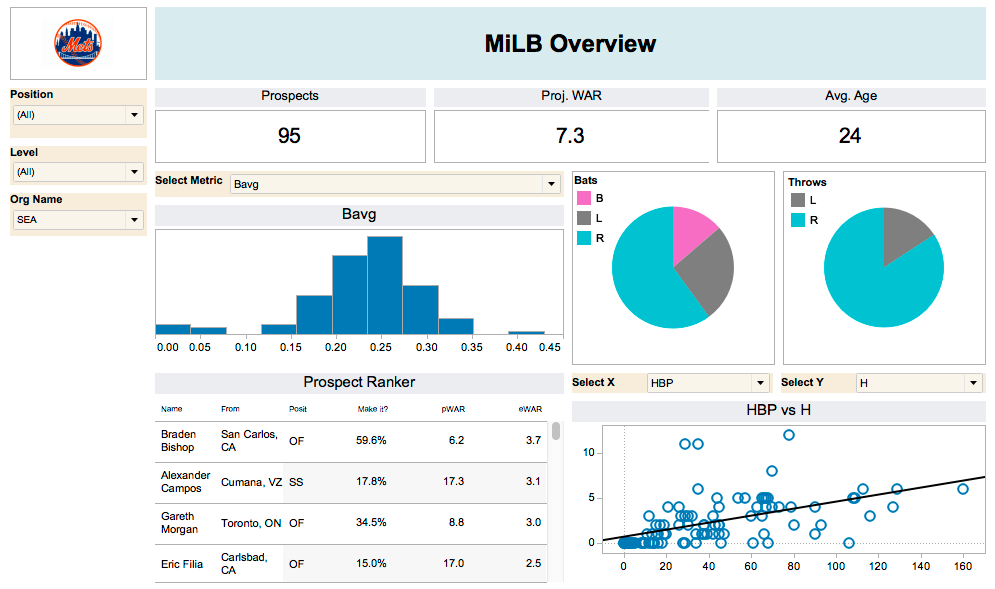 Mets
MiLB Overview
Position
(All)
Level
(All)
Org Name
SEA
Prospects
95
Proj. WAR
7.3
Avg. Age
24
Select Metric
Bavg
Bavg
0.00 0.05 0.10 0.15 0.20 0.25 0.30 0.35 0.40 0.45
Bats
B
L
R
Throws
L
R
Prospect Ranker
Name From Posit Make it? pWAR eWAR
Braden
Bishop
San Carlos,
CA
OF 59.6% 6.2 3.7
Alexander
Campos
Cumana, VZ SS 17.8% 17.3 3.1
Gareth
Morgan
Toronto, ON OF 34.5% 8.8 3.0
Eric Filia
Carlsbad,
CA
OF 15.0% 17.0 2.5
Select X
HBP
Select Y
H
HBP vs H
10
5
0
0 20 40 60 80 100 120 140 160